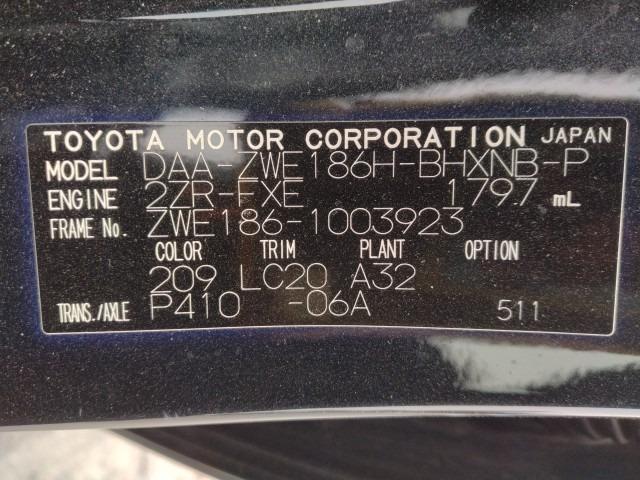 TOYOTA MOTOR CORPORATION JAPAN
MODEL DAA-ZWE186H-BHXNB-P
ENGINE 2ZR-FXE 1797 mL
FRAME No. ZWE186-1003923
COLOR TRIM PLANT OPTION
209 LC20 A32
TRANS./AXLE P410 -06A 511